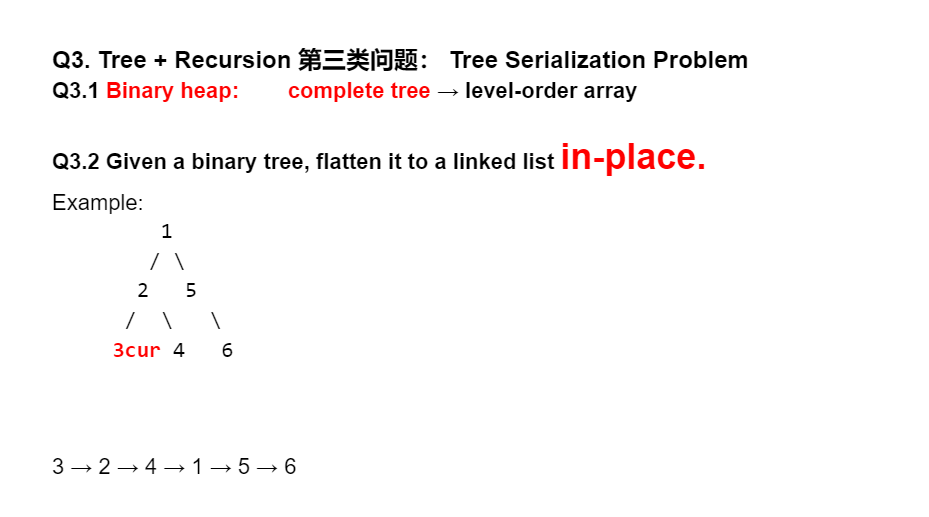 Q3. Tree + Recursion 第三类问题： Tree Serialization Problem
Q3.1 Binary heap: complete tree → level-order array
Q3.2 Given a binary tree, flatten it to a linked list in-place.
Example:
1
/ \
2 5
/ \ \
3cur 4 6
3 → 2 → 4 → 1 → 5 → 6